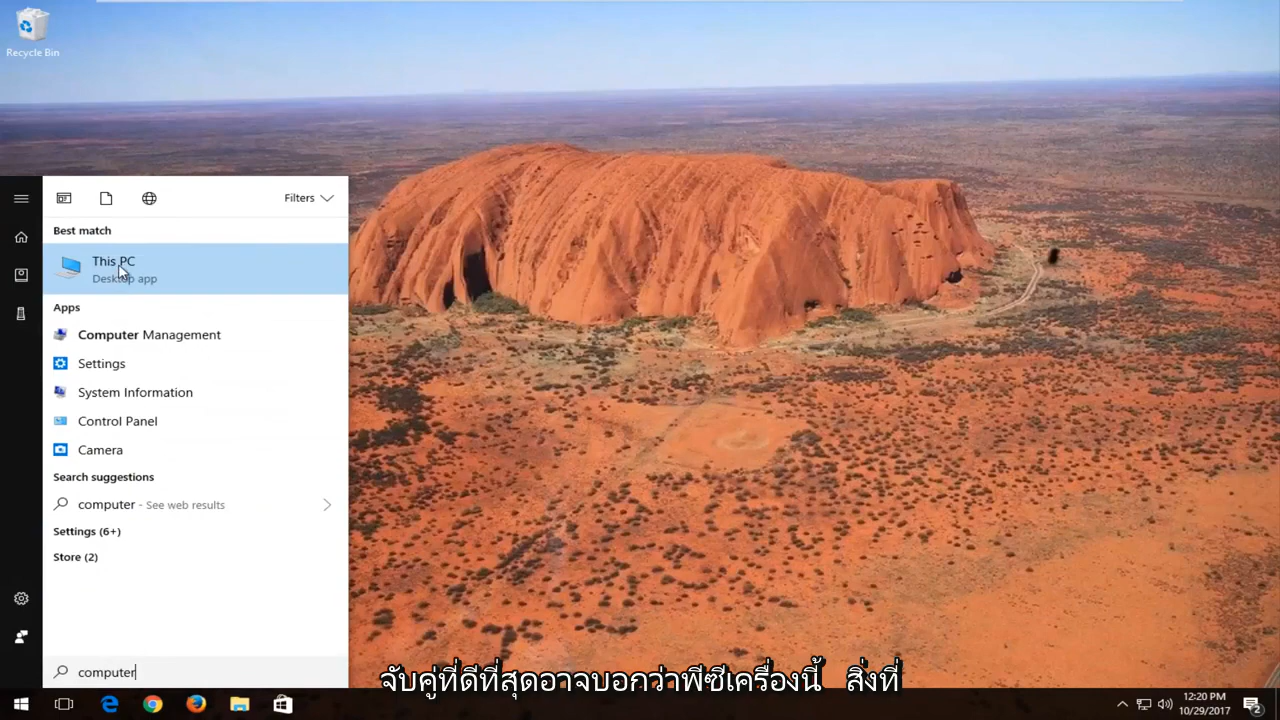 Recycle Bin
Filters
Best match
This PC
Desktop app
Apps
Computer Management
Settings
System Information
Control Panel
Camera
Search suggestions
computer - See web results
Settings (6+)
Store (2)
computer
จับคู่ที่ดีที่สุดอาจบอกว่าพีซีเครื่องนี้ สิ่งที่
12:20 PM
10/29/2017
2